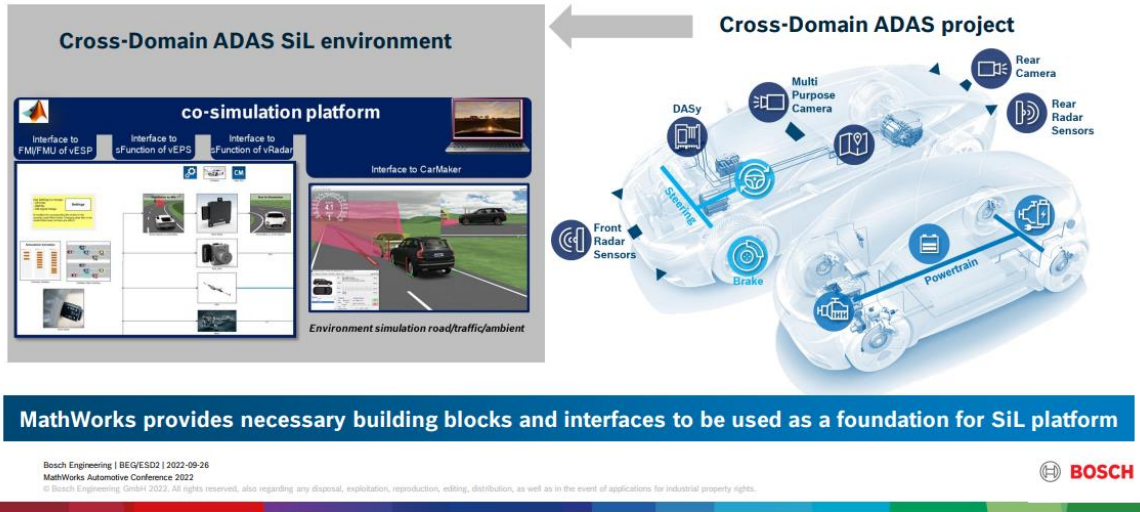 Cross-Domain ADAS SiL environment
co-simulation platform
Interface to
FMI/FMU of vESP
Interface to
sFunction of vEPS
Interface to
sFunction of vRadar
Interface to CarMaker
Settings
CM
Environment simulation road/traffic/ambient
Cross-Domain ADAS project
Rear
Camera
Multi
Purpose
Camera
DASy
Rear
Radar
Sensors
Steering
Front
Radar
Sensors
Brake
Powertrain
MathWorks provides necessary building blocks and interfaces to be used as a foundation for SiL platform
Bosch Engineering | BEG/ESD2 | 2022-09-26
MathWorks Automotive Conference 2022
© Bosch Engineering GmbH 2022. All rights reserved, also regarding any disposal, exploitation, reproduction, editing, distribution, as well as in the event of applications for industrial property rights.
BOSCH